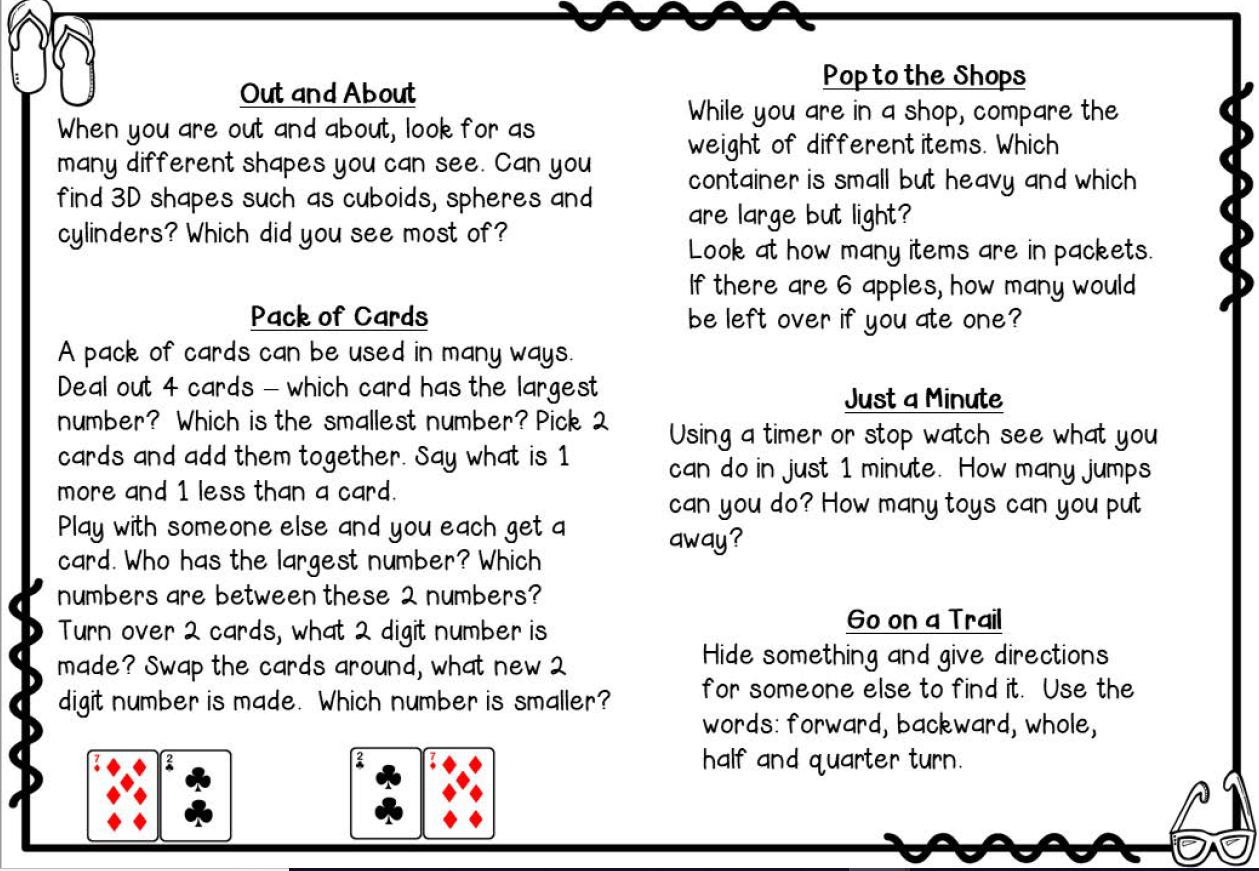 Out and About
When you are out and about, look for as
many different shapes you can see. Can you
find 3D shapes such as cuboids, spheres and
cylinders? Which did you see most of?
Pack of Cards
A pack of cards can be used in many ways.
Deal out 4 cards – which card has the largest
number?  Which is the smallest number? Pick 2
cards and add them together. Say what is 1
more and 1 less than a card.
Play with someone else and you each get a
card. Who has the largest number? Which
numbers are between these 2 numbers?
Turn over 2 cards, what 2 digit number is
made? Swap the cards around, what new 2
digit number is made.  Which number is smaller?
7 2 2 7
Pop to the Shops
While you are in a shop, compare the
weight of different items. Which
container is small but heavy and which
are large but light?
Look at how many items are in packets.
If there are 6 apples, how many would
be left over if you ate one?
Just a Minute
Using a timer or stop watch see what you
can do in just 1 minute.  How many jumps
can you do? How many toys can you put
away?
Go on a Trail
Hide something and give directions
for someone else to find it.  Use the
words: forward, backward, whole,
half and quarter turn.